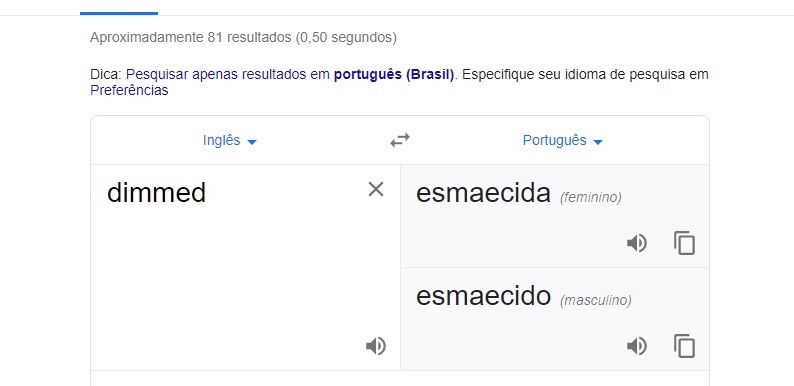 Aproximadamente 81 resultados (0,50 segundos)
Dica: Pesquisar apenas resultados em português (Brasil). Especifique seu idioma de pesquisa em
Preferências
Inglês
Português
dimmed
esmaecida (feminino)
esmaecido (masculino)